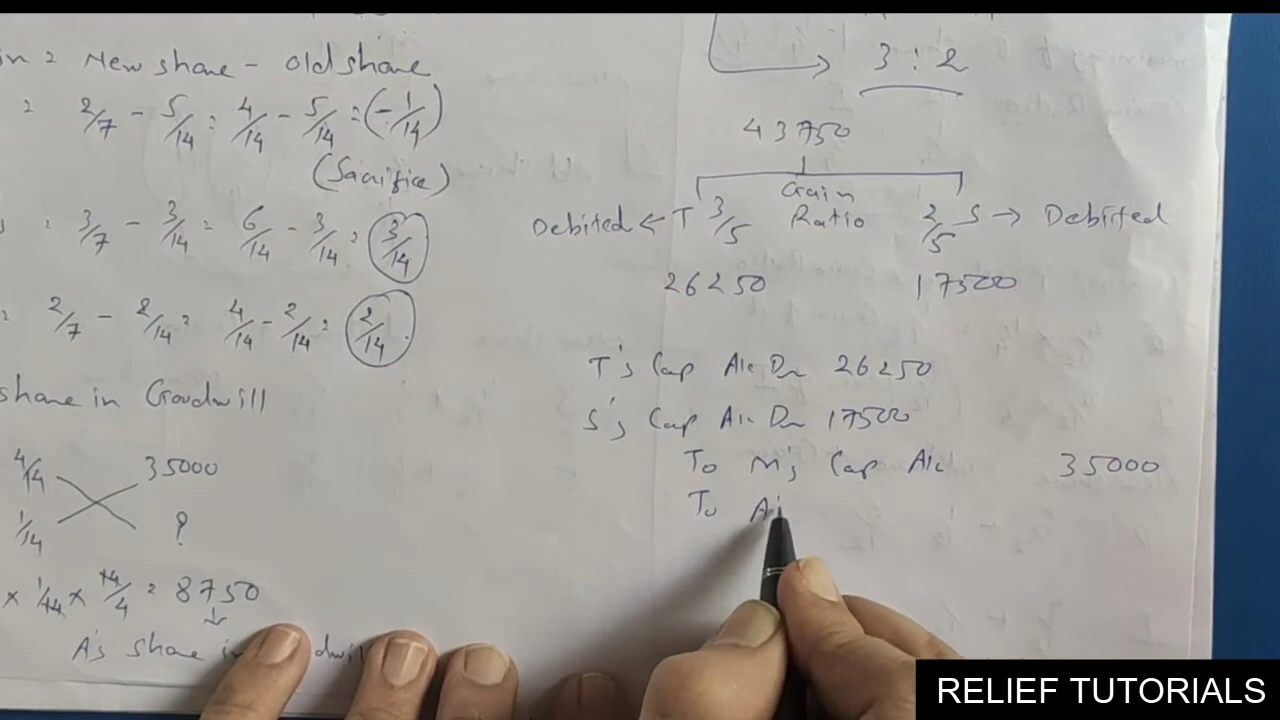 in = New share - old share
= 2/7 - 5/14 = 4/14 - 5/14 = (-1/14)
(Sacrifice)
= 3/7 - 3/14 = 6/14 - 3/14 = 3/14
= 2/7 - 2/14 = 4/14 - 2/14 = 2/14
share in Goodwill
4/14 35000
1/14 ?
x 1/14 x 14/4 = 8750
A's share in
3 : 2
43750
Gain
Debited ← T 3/5 Ratio 2/5 S → Debited
26250 17500
T's Cap A/c Dr 26250
S's Cap A/c Dr 17500
To M's Cap A/c 35000
To A'
RELIEF TUTORIALS